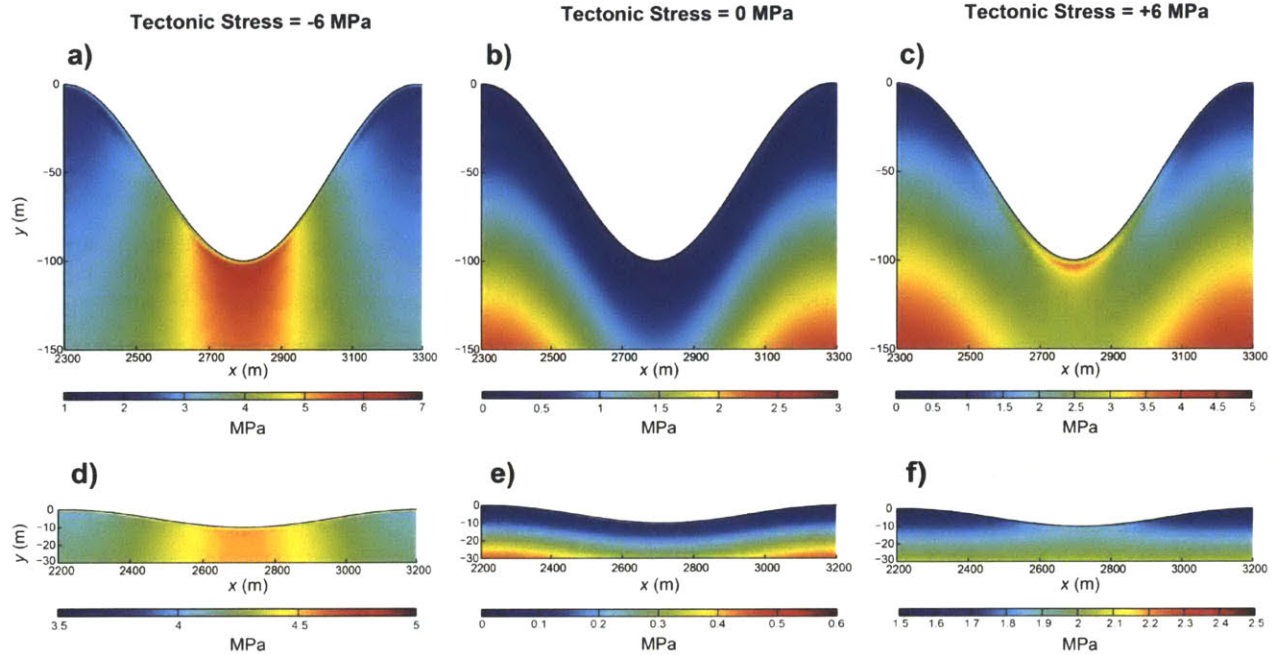 Tectonic Stress = -6 MPa
Tectonic Stress = 0 MPa
Tectonic Stress = +6 MPa
a)
b)
c)
0
-50
-100
-150
y (m)
2300 2500 2700 2900 3100 3300
x (m)
0
-50
-100
-150
2300 2500 2700 2900 3100 3300
x (m)
0
-50
-100
-150
2300 2500 2700 2900 3100 3300
x (m)
1 2 3 4 5 6 7
MPa
0 0.5 1 1.5 2 2.5 3
MPa
0 0.5 1 1.5 2 2.5 3 3.5 4 4.5 5
MPa
d)
e)
f)
0
-10
-20
-30
y (m)
2200 2400 2600 2800 3000 3200
x (m)
0
-10
-20
-30
2200 2400 2600 2800 3000 3200
x (m)
0
-10
-20
-30
2200 2400 2600 2800 3000 3200
x (m)
3.5 4 4.5 5
MPa
0 0.1 0.2 0.3 0.4 0.5 0.6
MPa
1.5 1.6 1.7 1.8 1.9 2 2.1 2.2 2.3 2.4 2.5
MPa